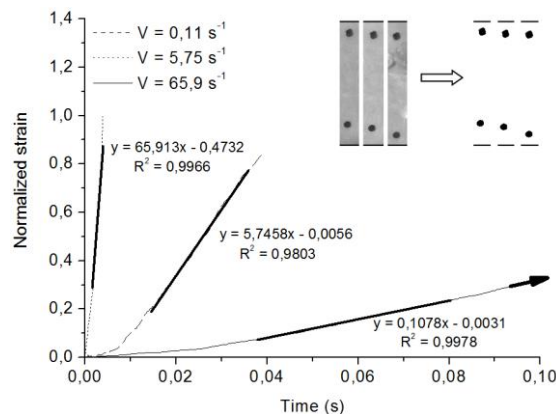 V = 0,11 s⁻¹
V = 5,75 s⁻¹
V = 65,9 s⁻¹
1,4
1,2
1,0
0,8
0,6
0,4
0,2
0,0
Normalized strain
y = 65,913x - 0,4732
R² = 0,9966
y = 5,7458x - 0,0056
R² = 0,9803
y = 0,1078x - 0,0031
R² = 0,9978
0,00
0,02
0,04
0,06
0,08
0,10
Time (s)